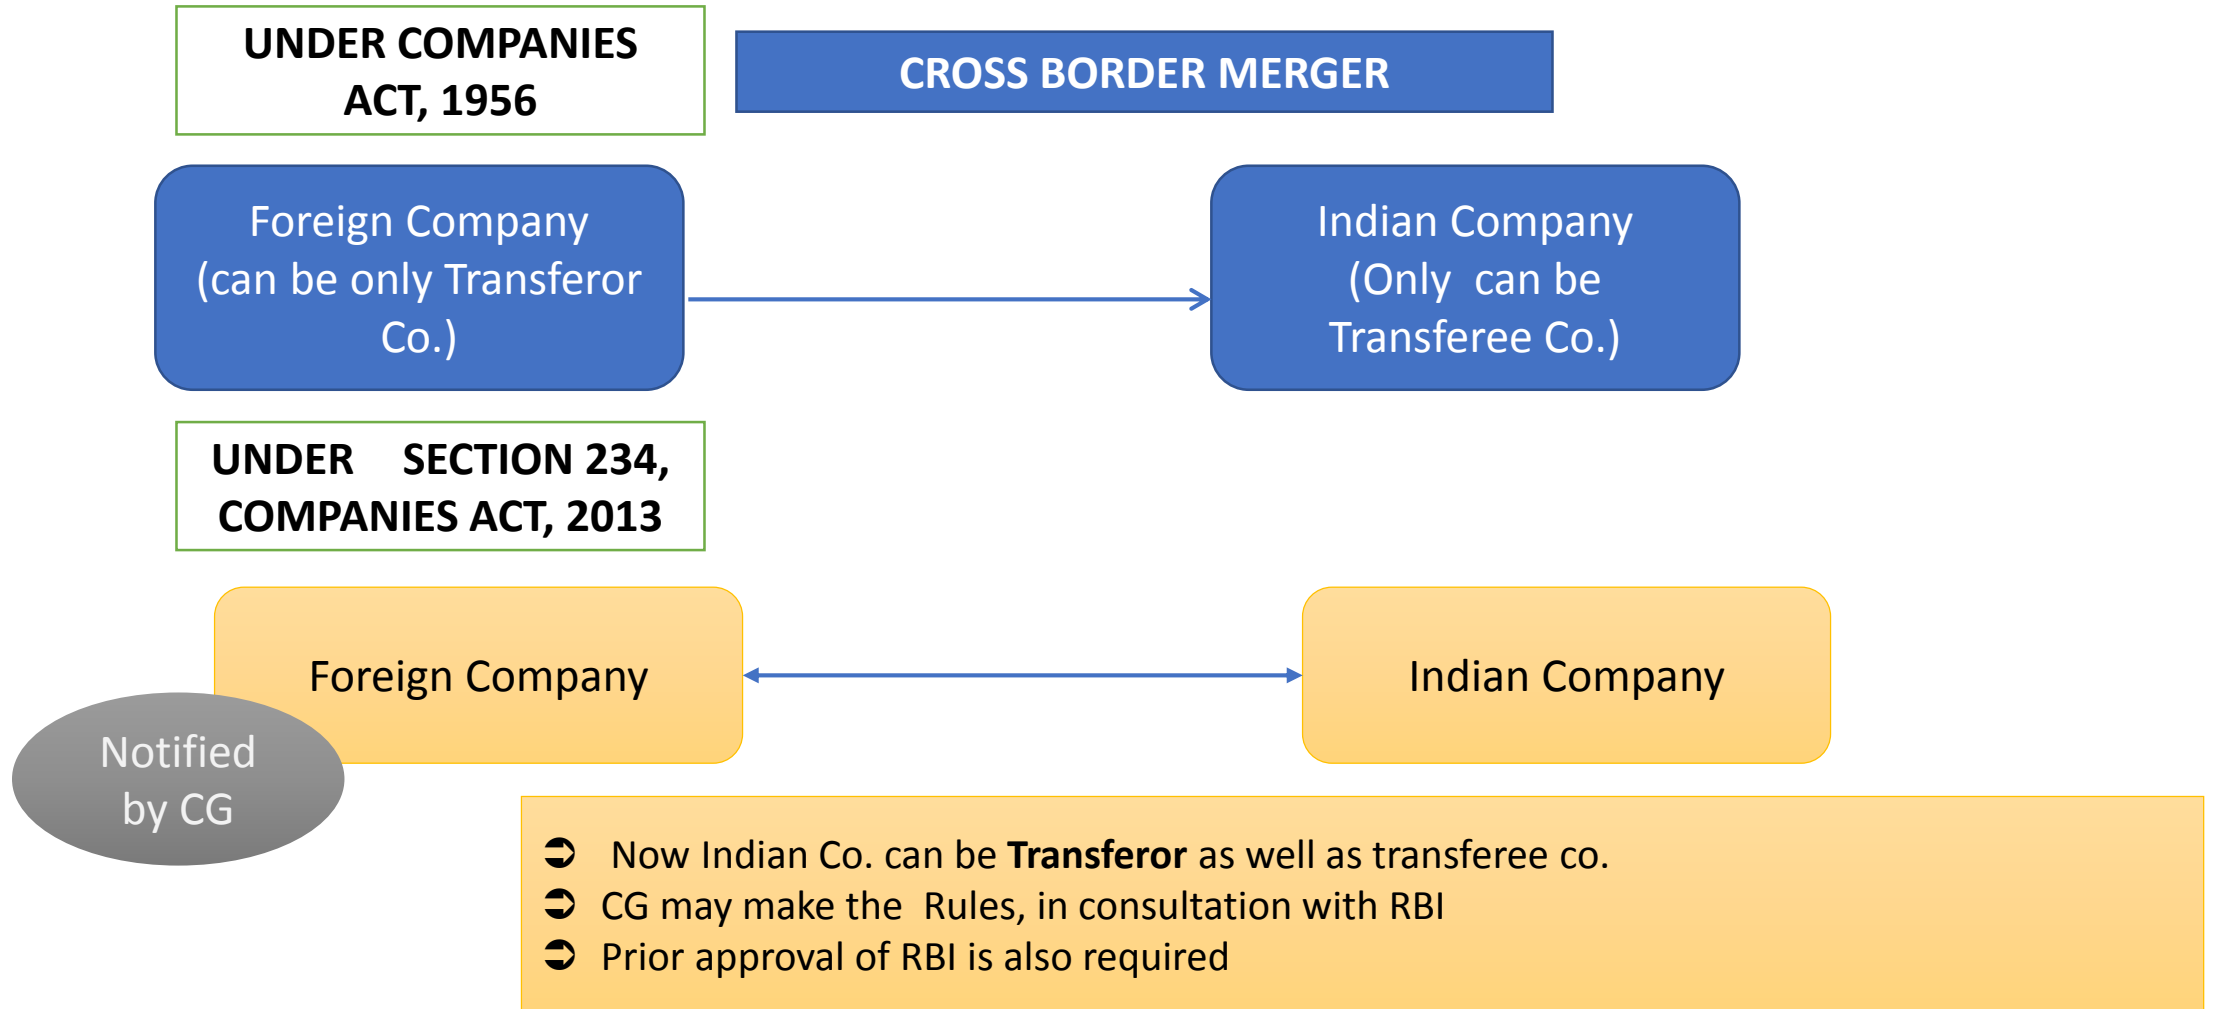 UNDER COMPANIES
ACT, 1956
CROSS BORDER MERGER
Foreign Company
(can be only Transferor
Co.)
Indian Company
(Only can be
Transferee Co.)
UNDER SECTION 234,
COMPANIES ACT, 2013
Foreign Company
Indian Company
Notified
by CG
➲ Now Indian Co. can be Transferor as well as transferee co.
➲ CG may make the Rules, in consultation with RBI
➲ Prior approval of RBI is also required